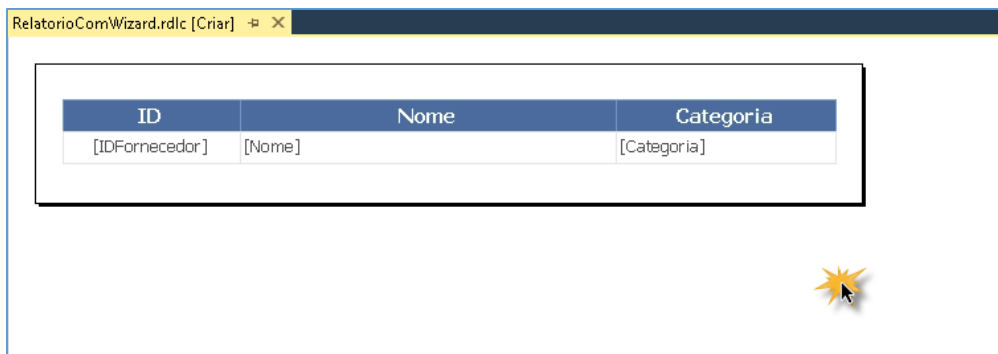 RelatorioComWizard.rdlc [Criar]
ID Nome Categoria
[IDFornecedor] [Nome] [Categoria]